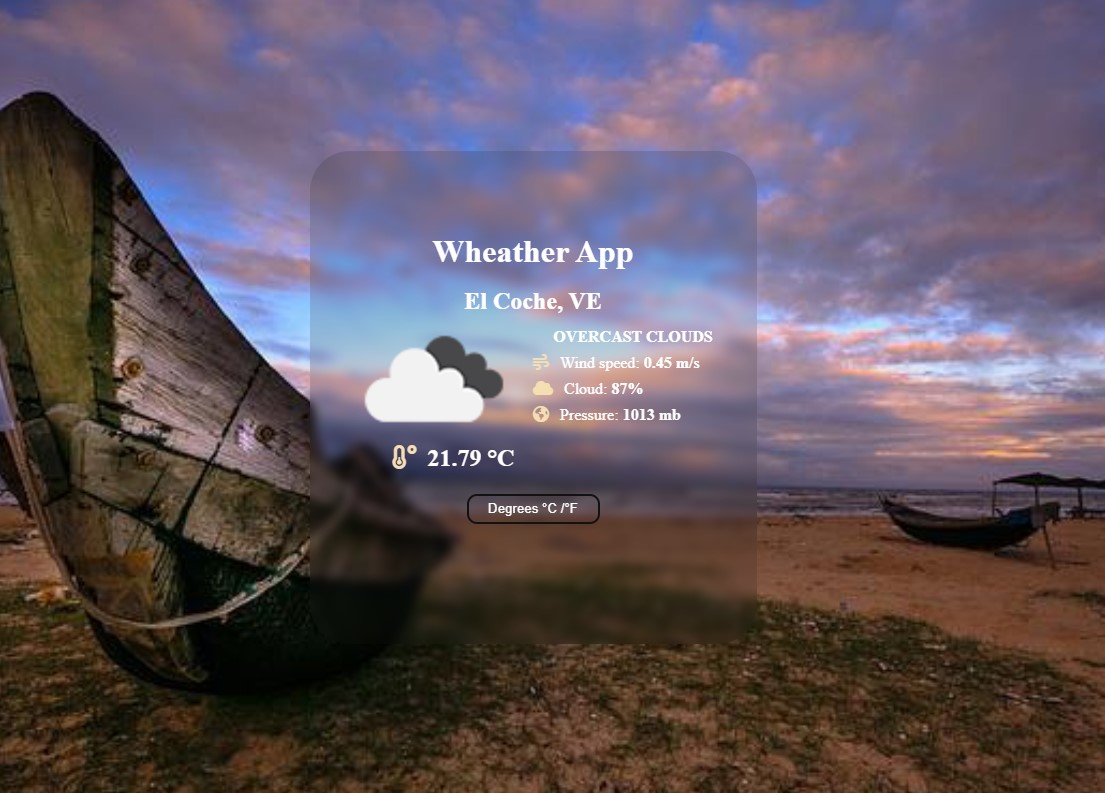 Wheather App
El Coche, VE
OVERCAST CLOUDS
Wind speed: 0.45 m/s
Cloud: 87%
Pressure: 1013 mb
21.79 °C
Degrees °C /°F